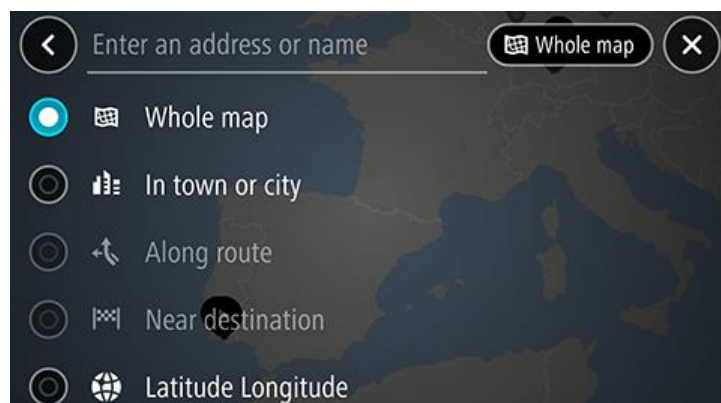 Enter an address or name Whole map
Whole map
In town or city
Along route
Near destination
Latitude Longitude